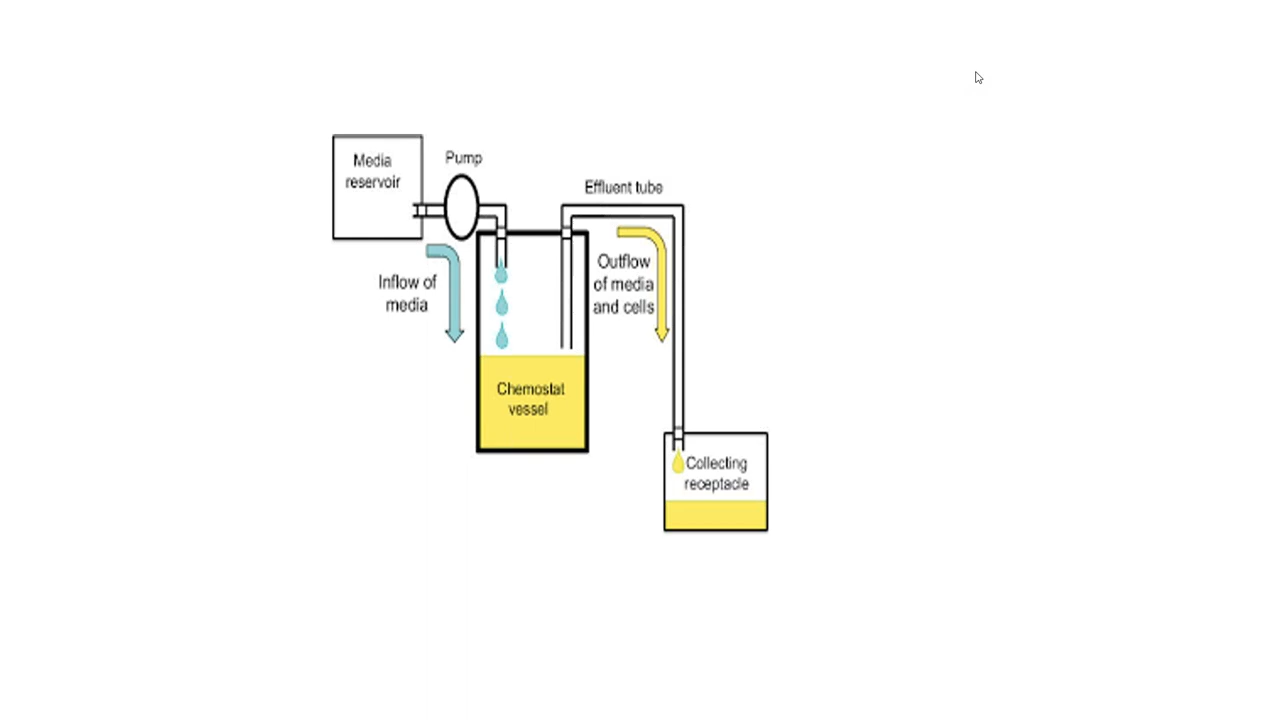 Media
reservoir
Pump
Effluent tube
Inflow of
media
Outflow
of media
and cells
Chemostat
vessel
Collecting
receptacle